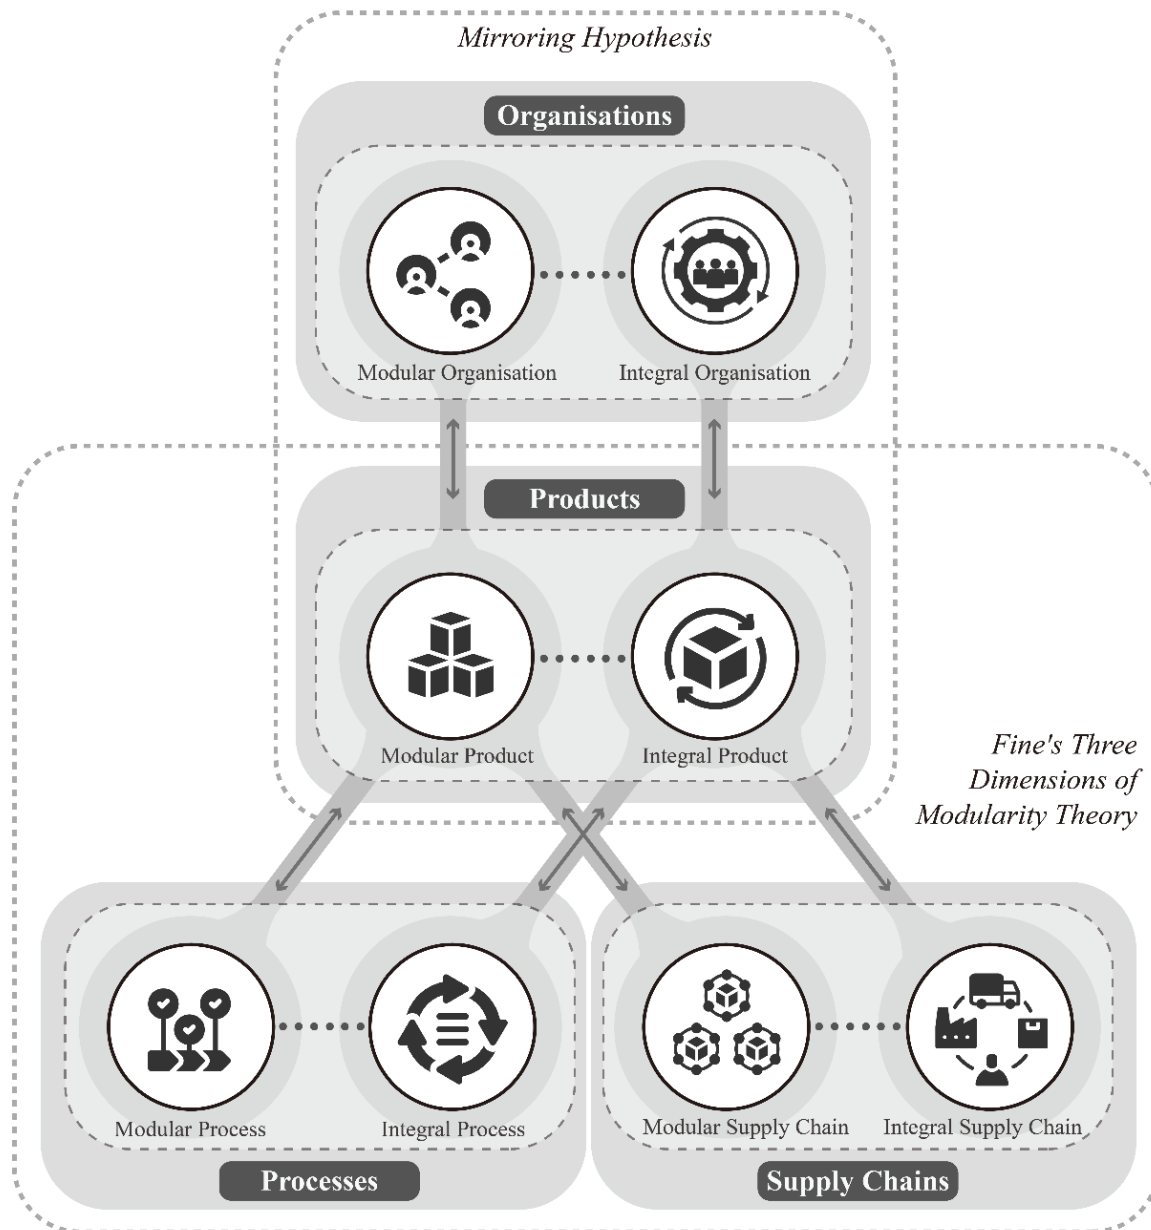 Mirroring Hypothesis
Organisations
Modular Organisation
Integral Organisation
Products
Modular Product
Integral Product
Fine's Three
Dimensions of
Modularity Theory
Modular Process
Integral Process
Modular Supply Chain
Integral Supply Chain
Processes
Supply Chains